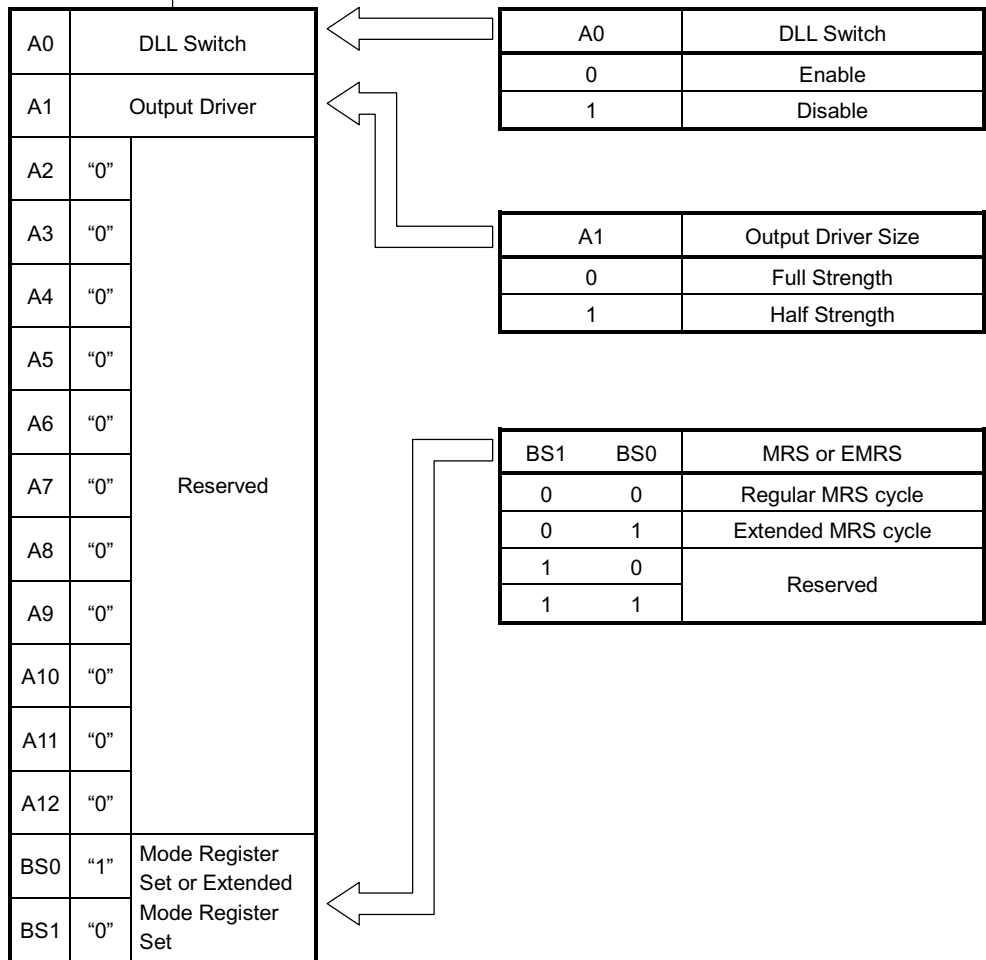 A0 DLL Switch
A1 Output Driver
A2 “0”
A3 “0”
A4 “0”
A5 “0”
A6 “0”
A7 “0” Reserved
A8 “0”
A9 “0”
A10 “0”
A11 “0”
A12 “0”
BS0 “1” Mode Register
Set or Extended
Mode Register
BS1 “0” Set
A0 DLL Switch
0 Enable
1 Disable
A1 Output Driver Size
0 Full Strength
1 Half Strength
BS1 BS0 MRS or EMRS
0 0 Regular MRS cycle
0 1 Extended MRS cycle
1 0 Reserved
1 1